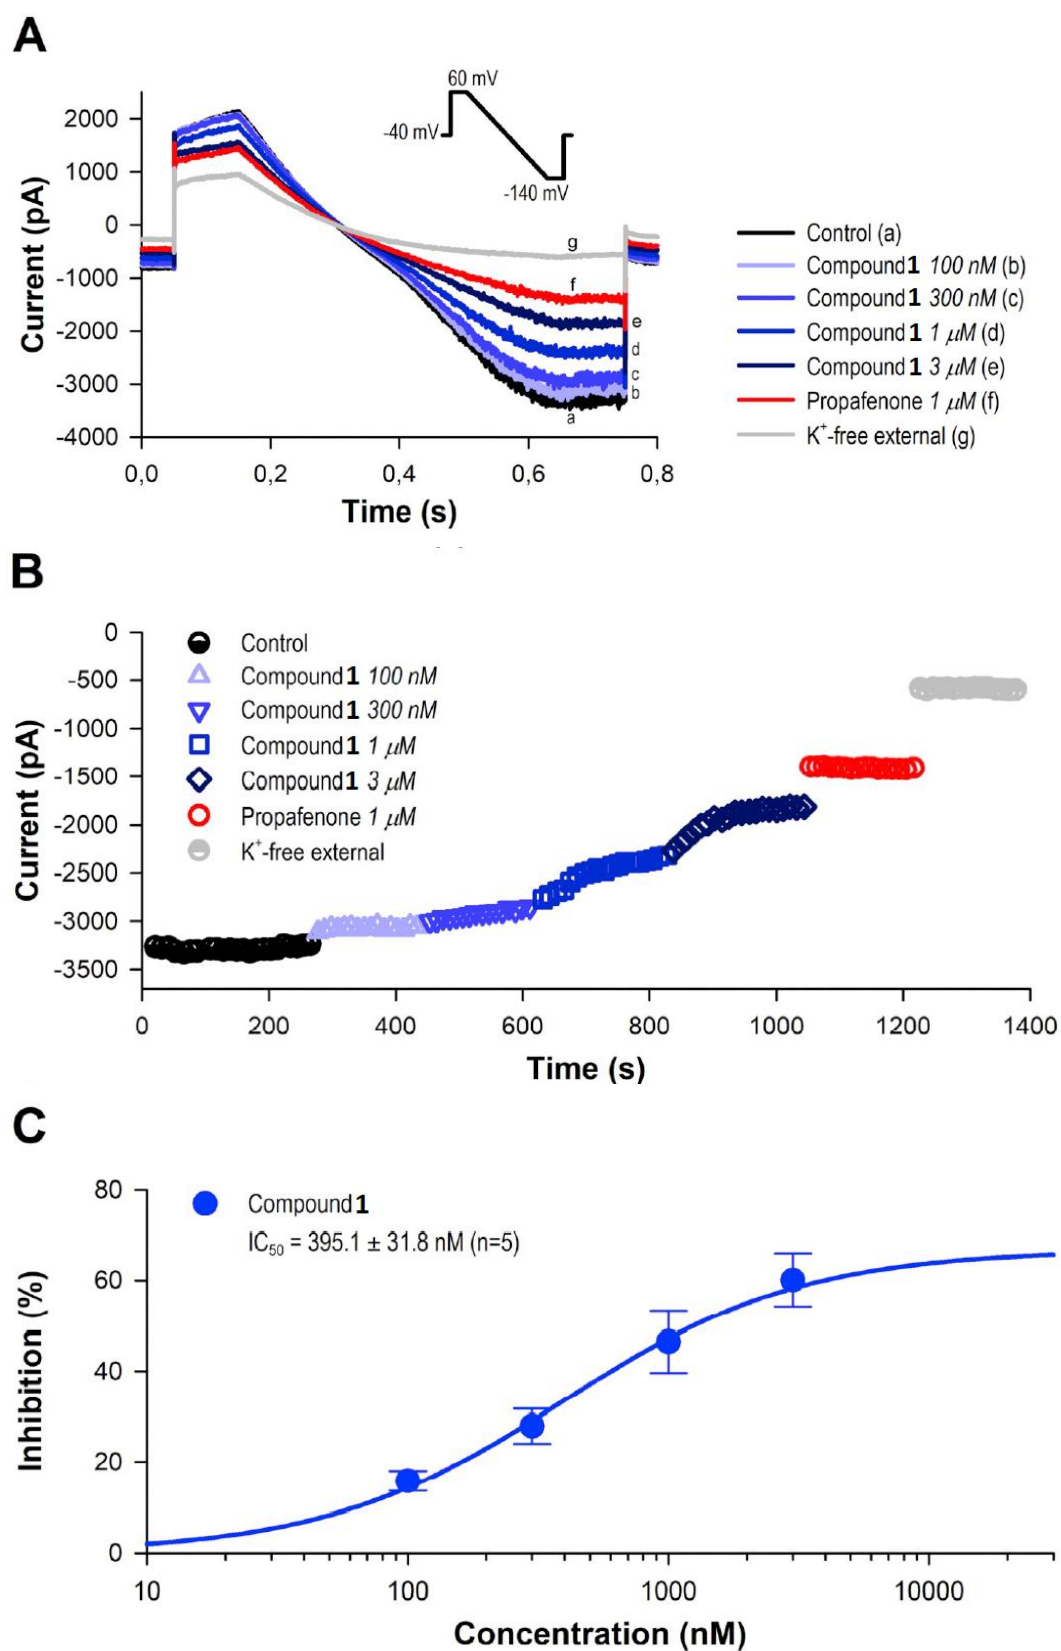 A
60 mV
-40 mV
-140 mV
2000
1000
0
-1000
-2000
-3000
-4000
Current (pA)
g
f
e
d
c
b
a
0,0 0,2 0,4 0,6 0,8
Time (s)
Control (a)
Compound 1 100 nM (b)
Compound 1 300 nM (c)
Compound 1 1 μM (d)
Compound 1 3 μM (e)
Propafenone 1 μM (f)
K⁺-free external (g)
B
0
-500
-1000
-1500
-2000
-2500
-3000
-3500
Current (pA)
Control
Compound 1 100 nM
Compound 1 300 nM
Compound 1 1 μM
Compound 1 3 μM
Propafenone 1 μM
K⁺-free external
0 200 400 600 800 1000 1200 1400
Time (s)
C
80
60
40
20
0
Inhibition (%)
Compound 1
IC₅₀ = 395.1 ± 31.8 nM (n=5)
10 100 1000 10000
Concentration (nM)